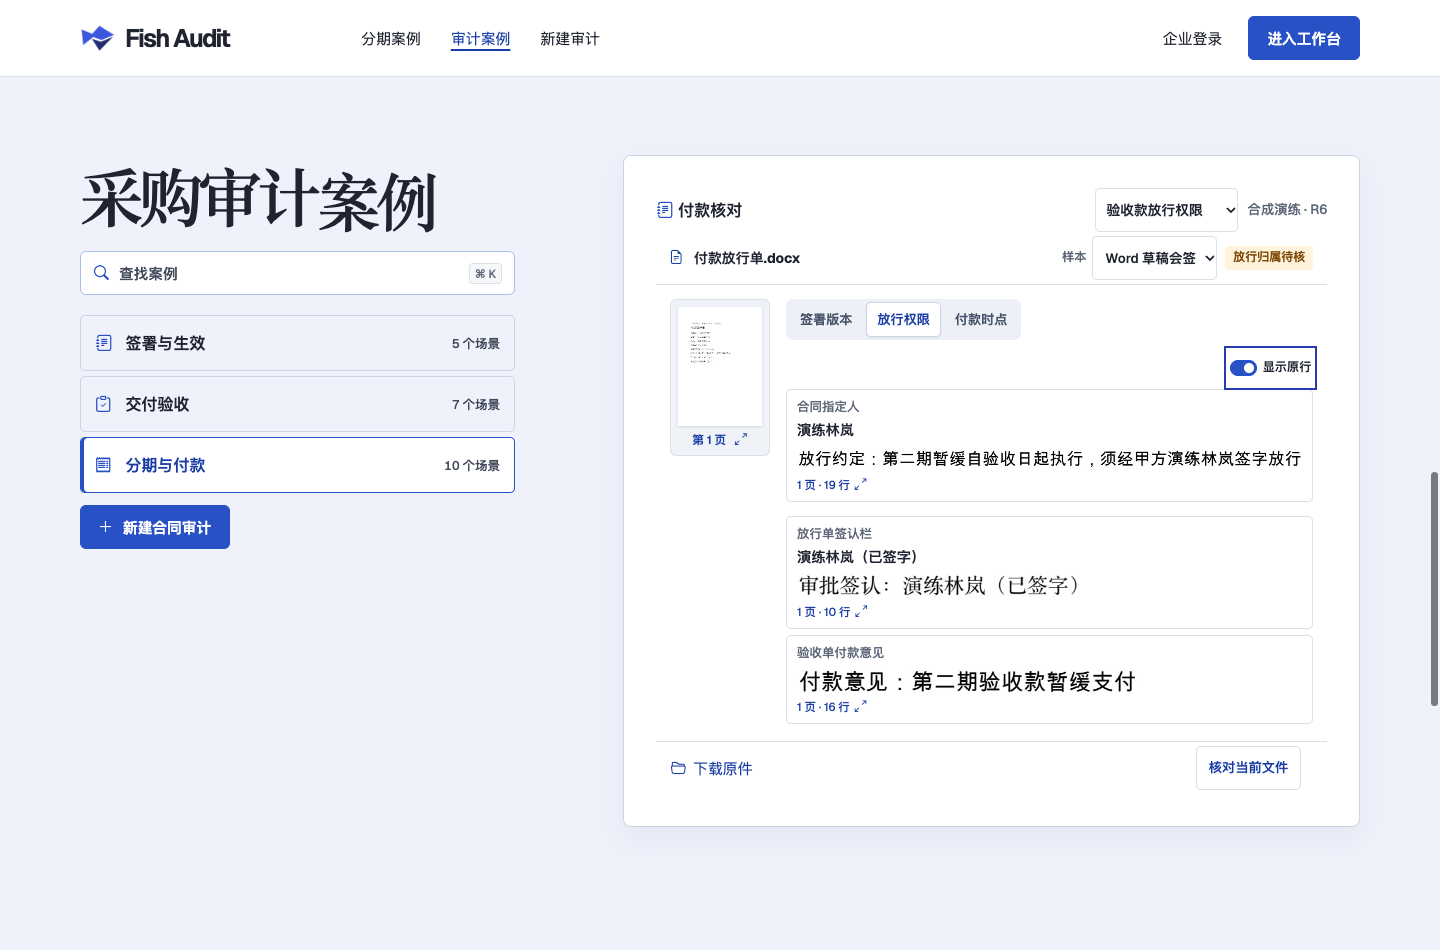 Fish Audit
分期案例
审计案例
新建审计
企业登录
进入工作台
采购审计案例
查找案例
⌘ K
签署与生效
5 个场景
交付验收
7 个场景
分期与付款
10 个场景
新建合同审计
付款核对
验收款放行权限
合成演练 · R6
付款放行单.docx
样本
Word 草稿会签
放行归属待核
签署版本
放行权限
付款时点
第 1 页
显示原行
合同指定人
演练林岚
放行约定：第二期暂缓自验收日起执行，须经甲方演练林岚签字放行
1 页 · 19 行
放行单签认栏
演练林岚（已签字）
审批签认：演练林岚（已签字）
1 页 · 10 行
验收单付款意见
付款意见：第二期验收款暂缓支付
1 页 · 16 行
下载原件
核对当前文件